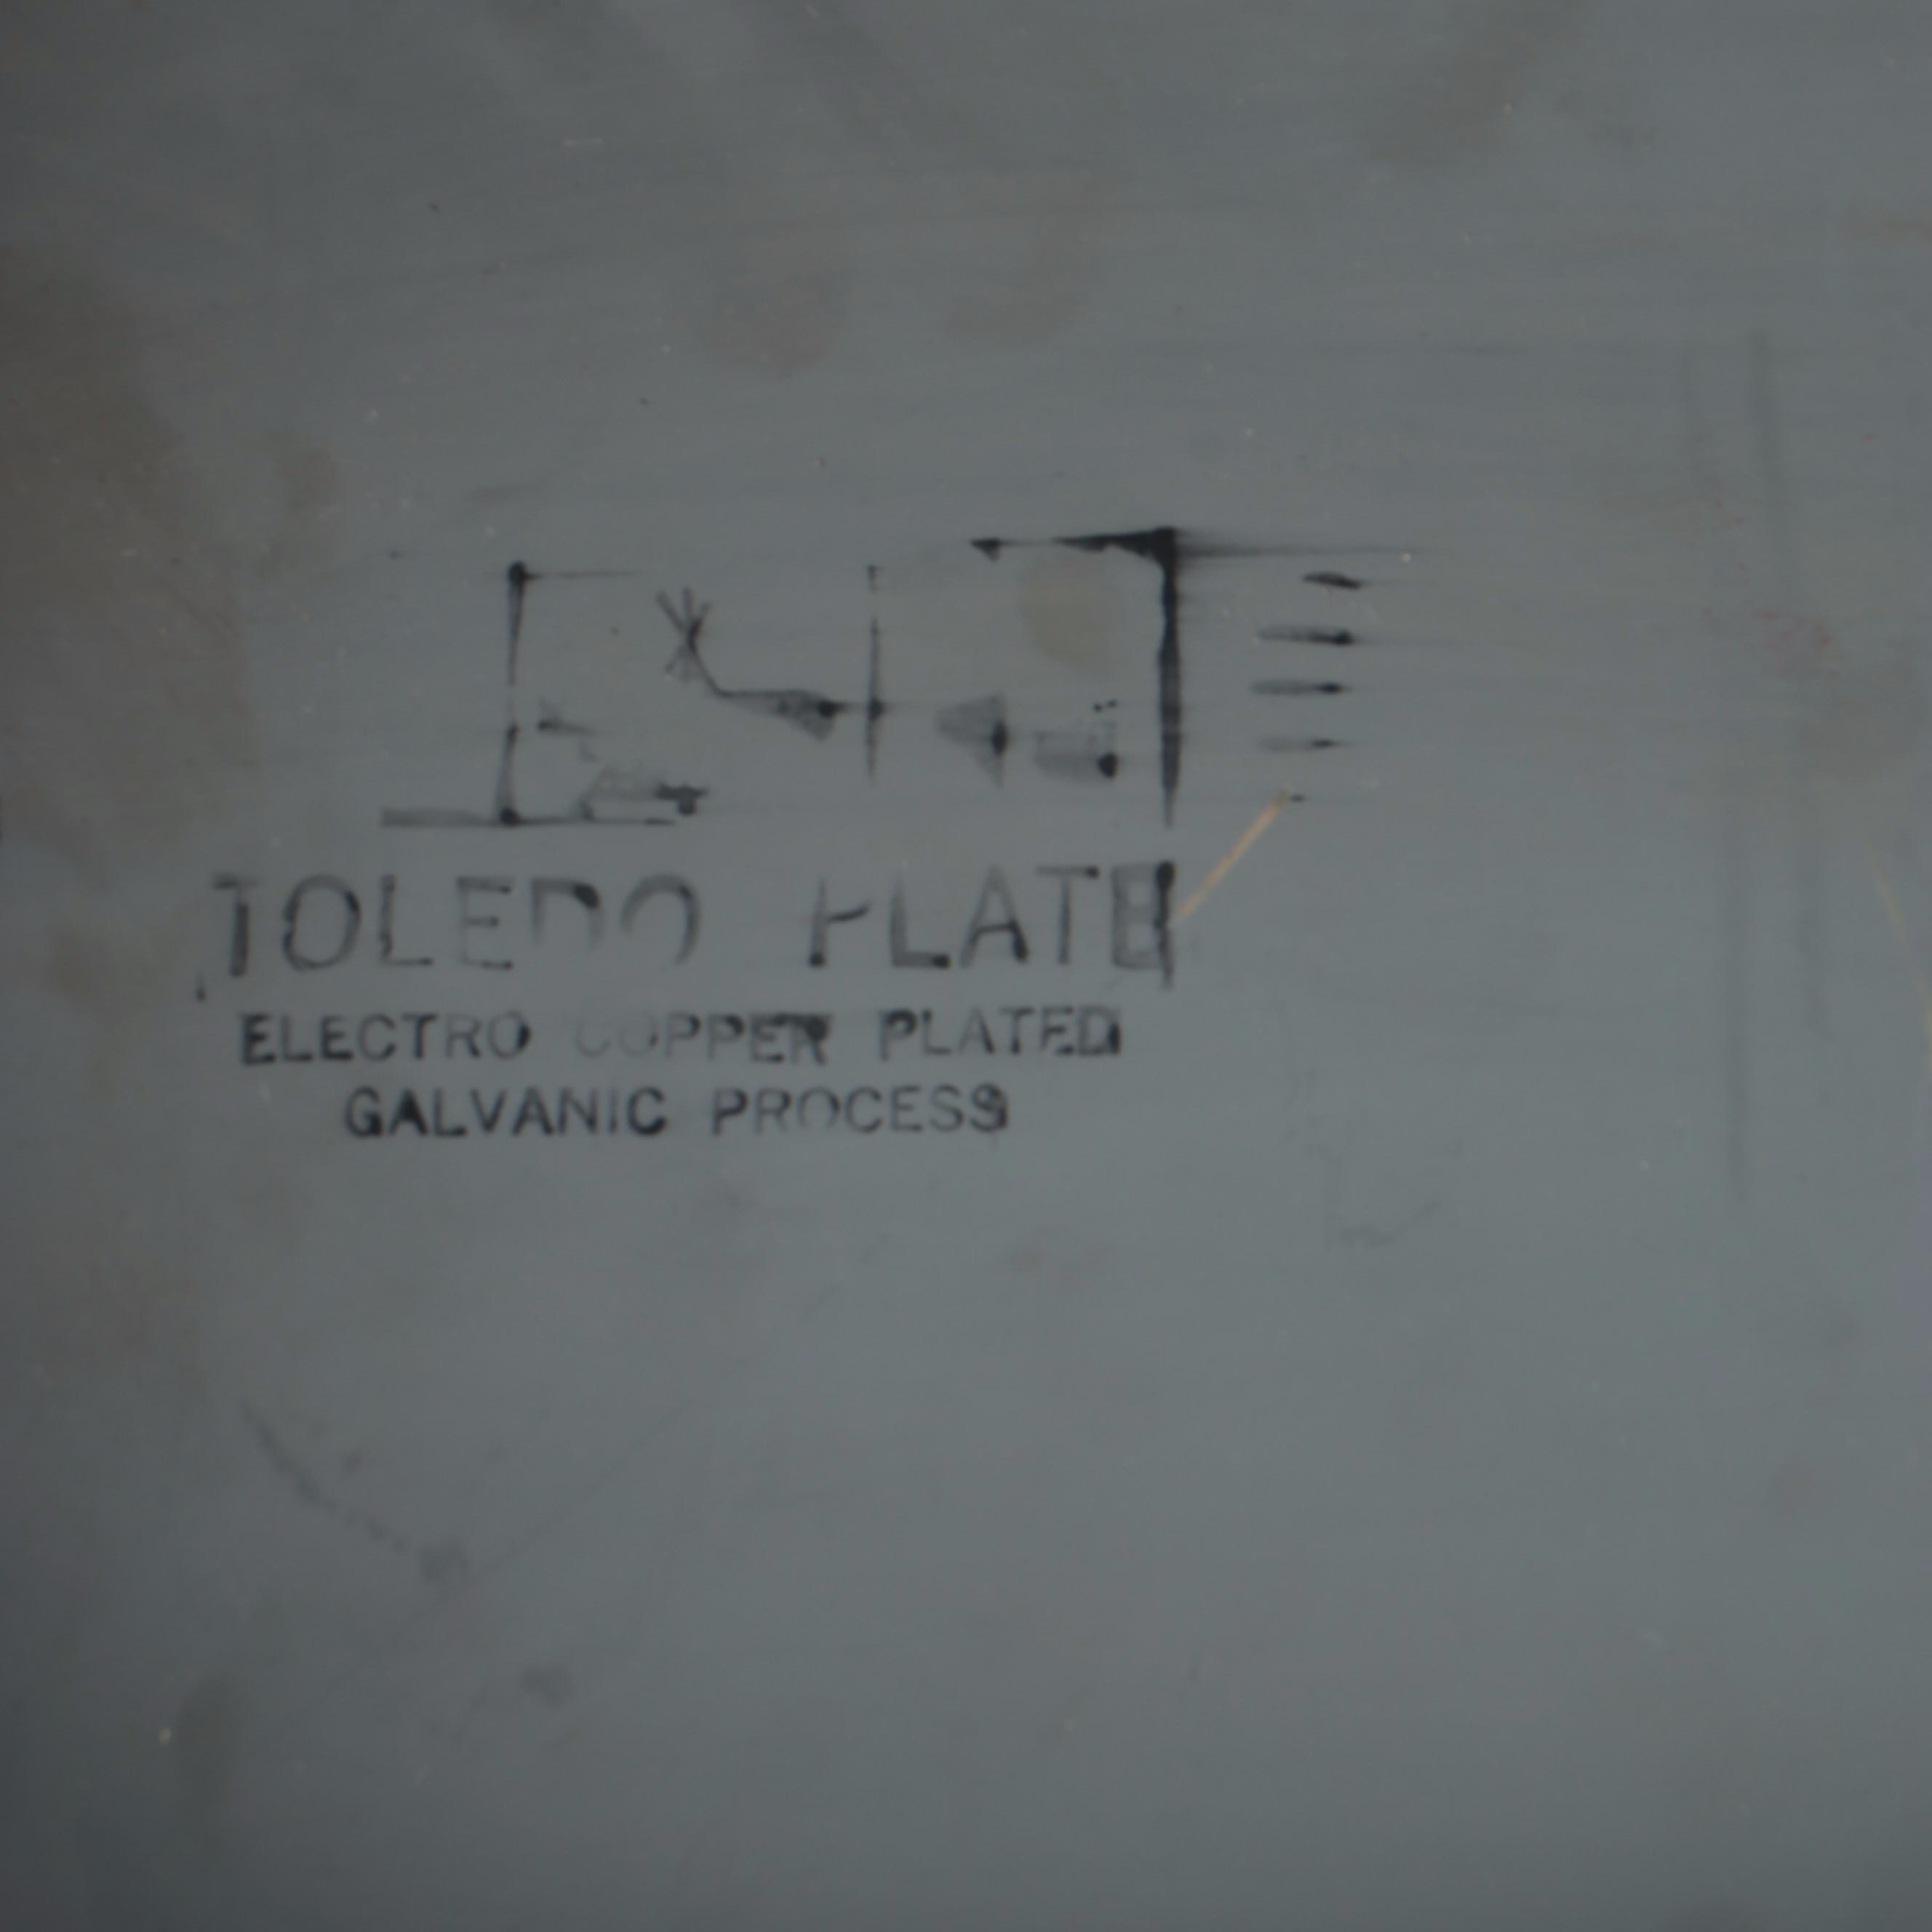 TOLEDO PLATE
ELECTRO COPPER PLATED
GALVANIC PROCESS